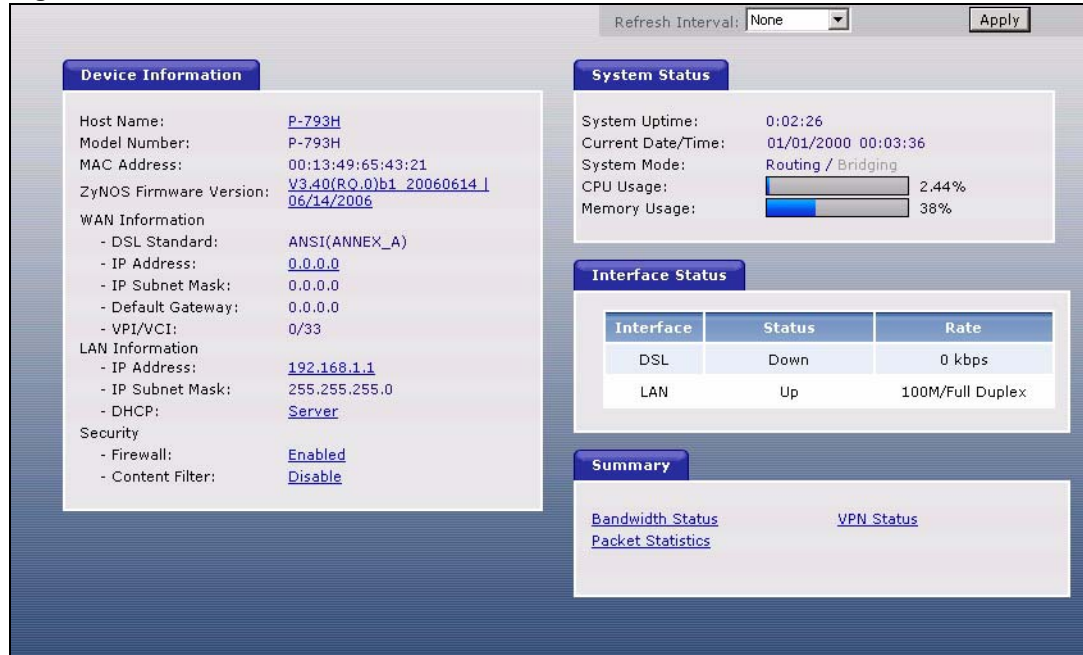 Refresh Interval: None Apply
Device Information
Host Name: P-793H
Model Number: P-793H
MAC Address: 00:13:49:65:43:21
ZyNOS Firmware Version: V3.40(RQ.0)b1_20060614 |
06/14/2006
WAN Information
- DSL Standard: ANSI(ANNEX_A)
- IP Address: 0.0.0.0
- IP Subnet Mask: 0.0.0.0
- Default Gateway: 0.0.0.0
- VPI/VCI: 0/33
LAN Information
- IP Address: 192.168.1.1
- IP Subnet Mask: 255.255.255.0
- DHCP: Server
Security
- Firewall: Enabled
- Content Filter: Disable
System Status
System Uptime: 0:02:26
Current Date/Time: 01/01/2000 00:03:36
System Mode: Routing / Bridging
CPU Usage: 2.44%
Memory Usage: 38%
Interface Status
Interface Status Rate
DSL Down 0 kbps
LAN Up 100M/Full Duplex
Summary
Bandwidth Status VPN Status
Packet Statistics